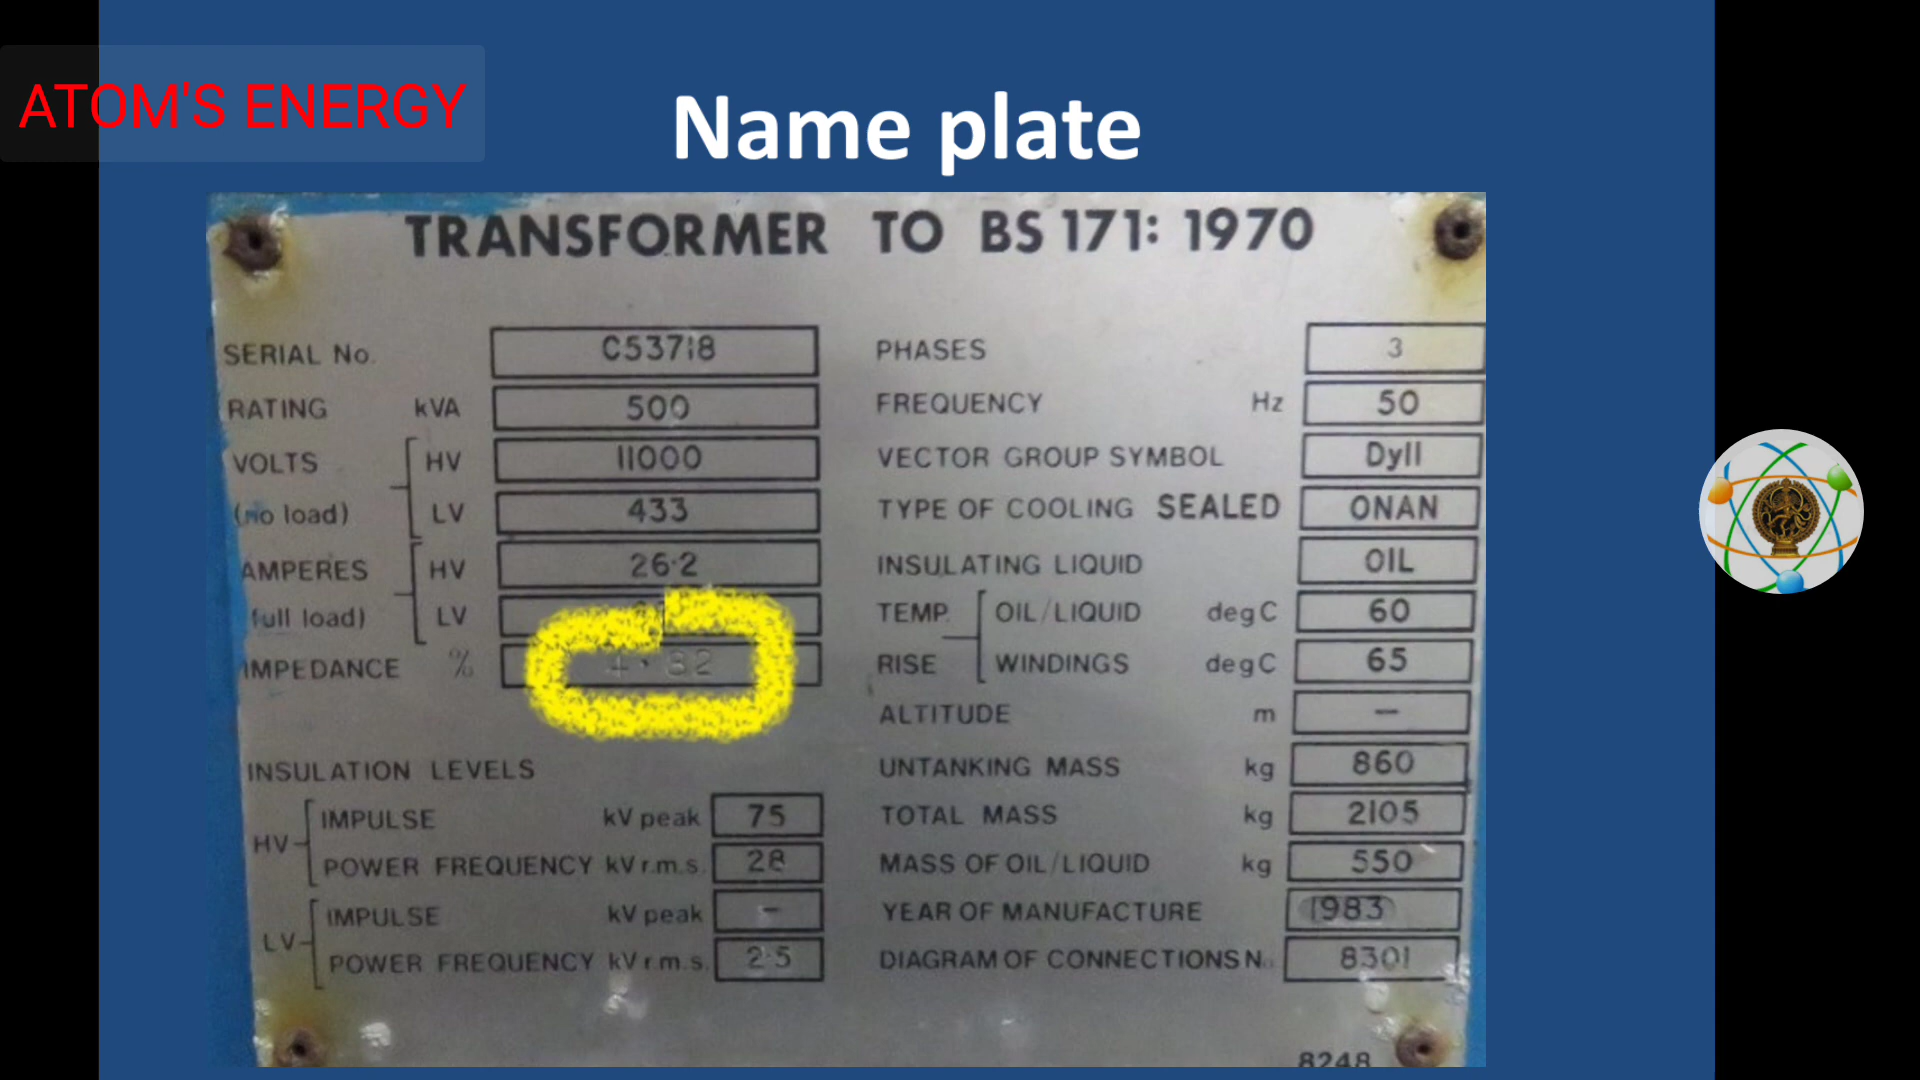 ATOM'S ENERGY
Name plate
TRANSFORMER TO BS 171: 1970
SERIAL No. C53718
RATING kVA 500
VOLTS HV 11000
(no load) LV 433
AMPERES HV 26·2
full load) LV
IMPEDANCE %
INSULATION LEVELS
HV IMPULSE kV peak 75
POWER FREQUENCY kV r.m.s. 28
LV IMPULSE kV peak –
POWER FREQUENCY kV r.m.s. 2·5
PHASES 3
FREQUENCY Hz 50
VECTOR GROUP SYMBOL Dy11
TYPE OF COOLING SEALED ONAN
INSULATING LIQUID OIL
TEMP. OIL/LIQUID deg C 60
RISE WINDINGS deg C 65
ALTITUDE m –
UNTANKING MASS kg 860
TOTAL MASS kg 2105
MASS OF OIL/LIQUID kg 550
YEAR OF MANUFACTURE 1983
DIAGRAM OF CONNECTIONS No. 8301
8248